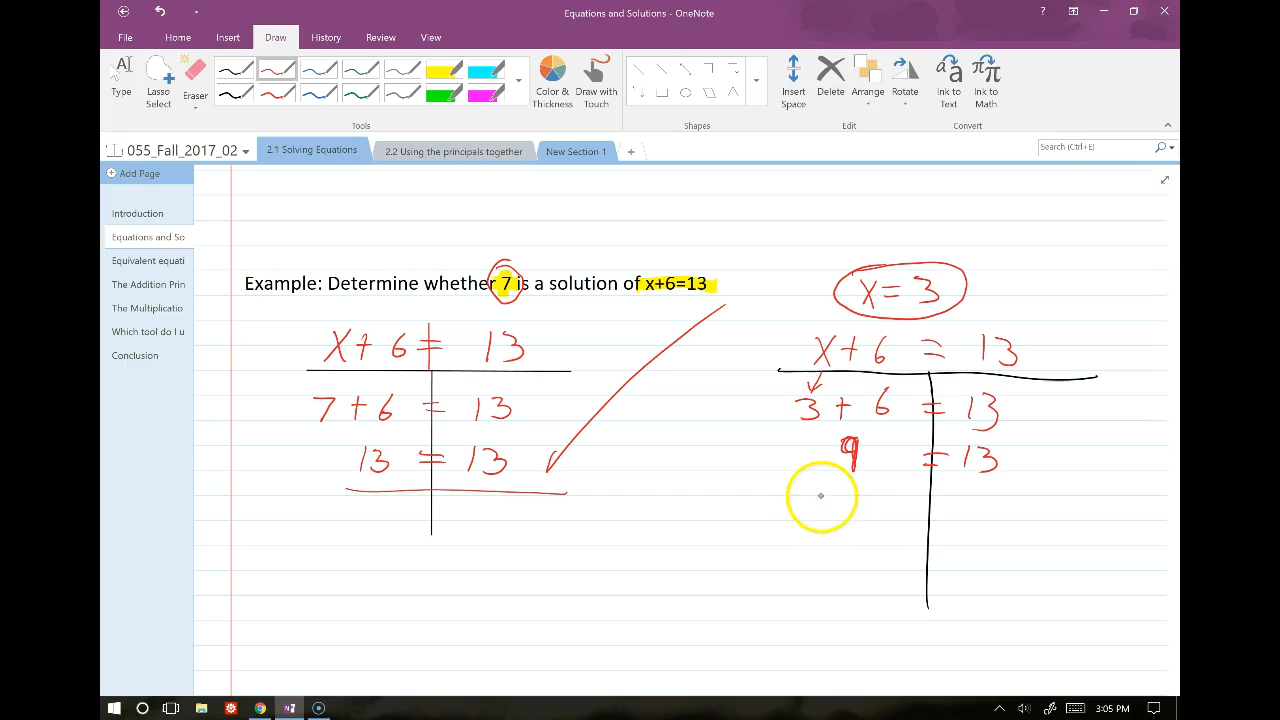 Equations and Solutions - OneNote
?
File Home Insert Draw History Review View
Type
Lasso Select
Eraser
Color & Thickness
Draw with Touch
Insert Space
Delete
Arrange
Rotate
Ink to Text
Ink to Math
Tools Shapes Edit Convert
055_Fall_2017_02
2.1 Solving Equations
2.2 Using the principals together
New Section 1
+
Search (Ctrl+E)
Add Page
Introduction
Equations and So
Equivalent equati
The Addition Prin
The Multiplicatio
Which tool do I u
Conclusion
Example: Determine whether 7 is a solution of x+6=13
x+6 = 13
7+6 = 13
13 = 13
x = 3
x+6 = 13
3+6 = 13
9 = 13
3:05 PM